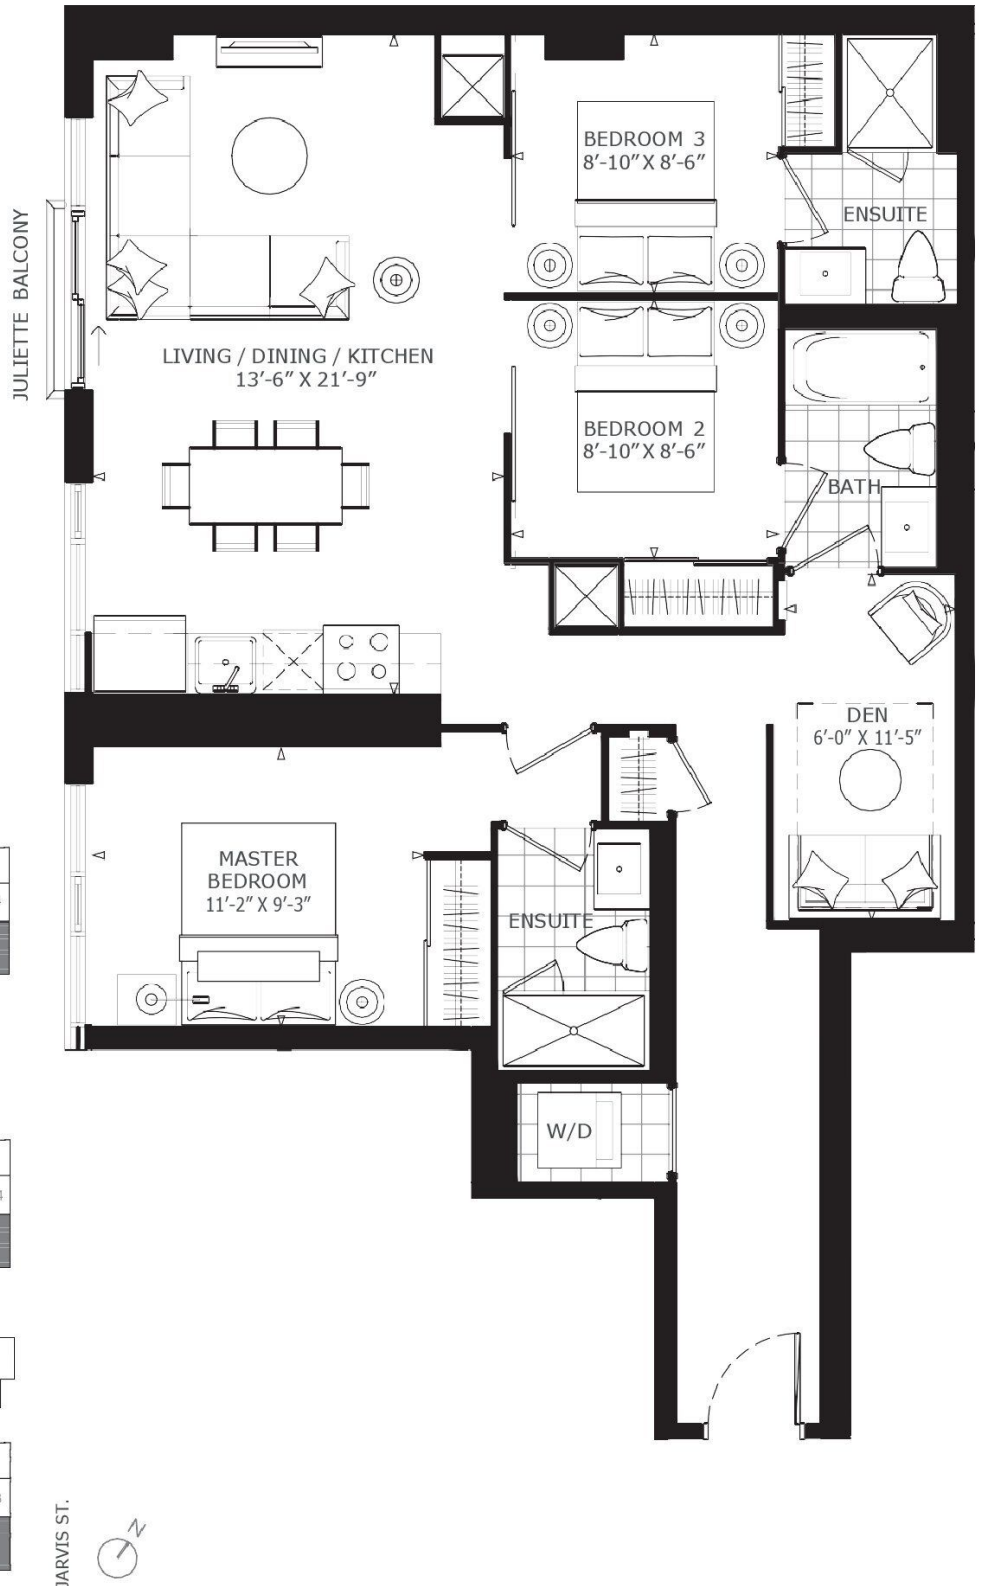 BEDROOM 3
8’-10” X 8’-6”
ENSUITE
JULIETTE BALCONY
LIVING / DINING / KITCHEN
13’-6” X 21’-9”
BEDROOM 2
8’-10” X 8’-6”
BATH
DEN
6’-0” X 11’-5”
MASTER
BEDROOM
11’-2” X 9’-3”
ENSUITE
W/D
JARVIS ST.
N